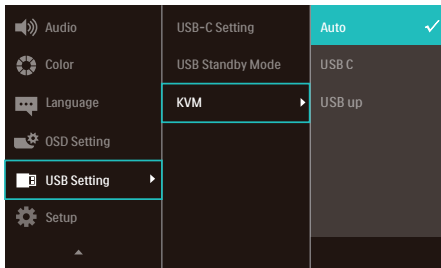 Audio
Color
Language
OSD Setting
USB Setting
Setup
USB-C Setting
USB Standby Mode
KVM
Auto
USB C
USB up